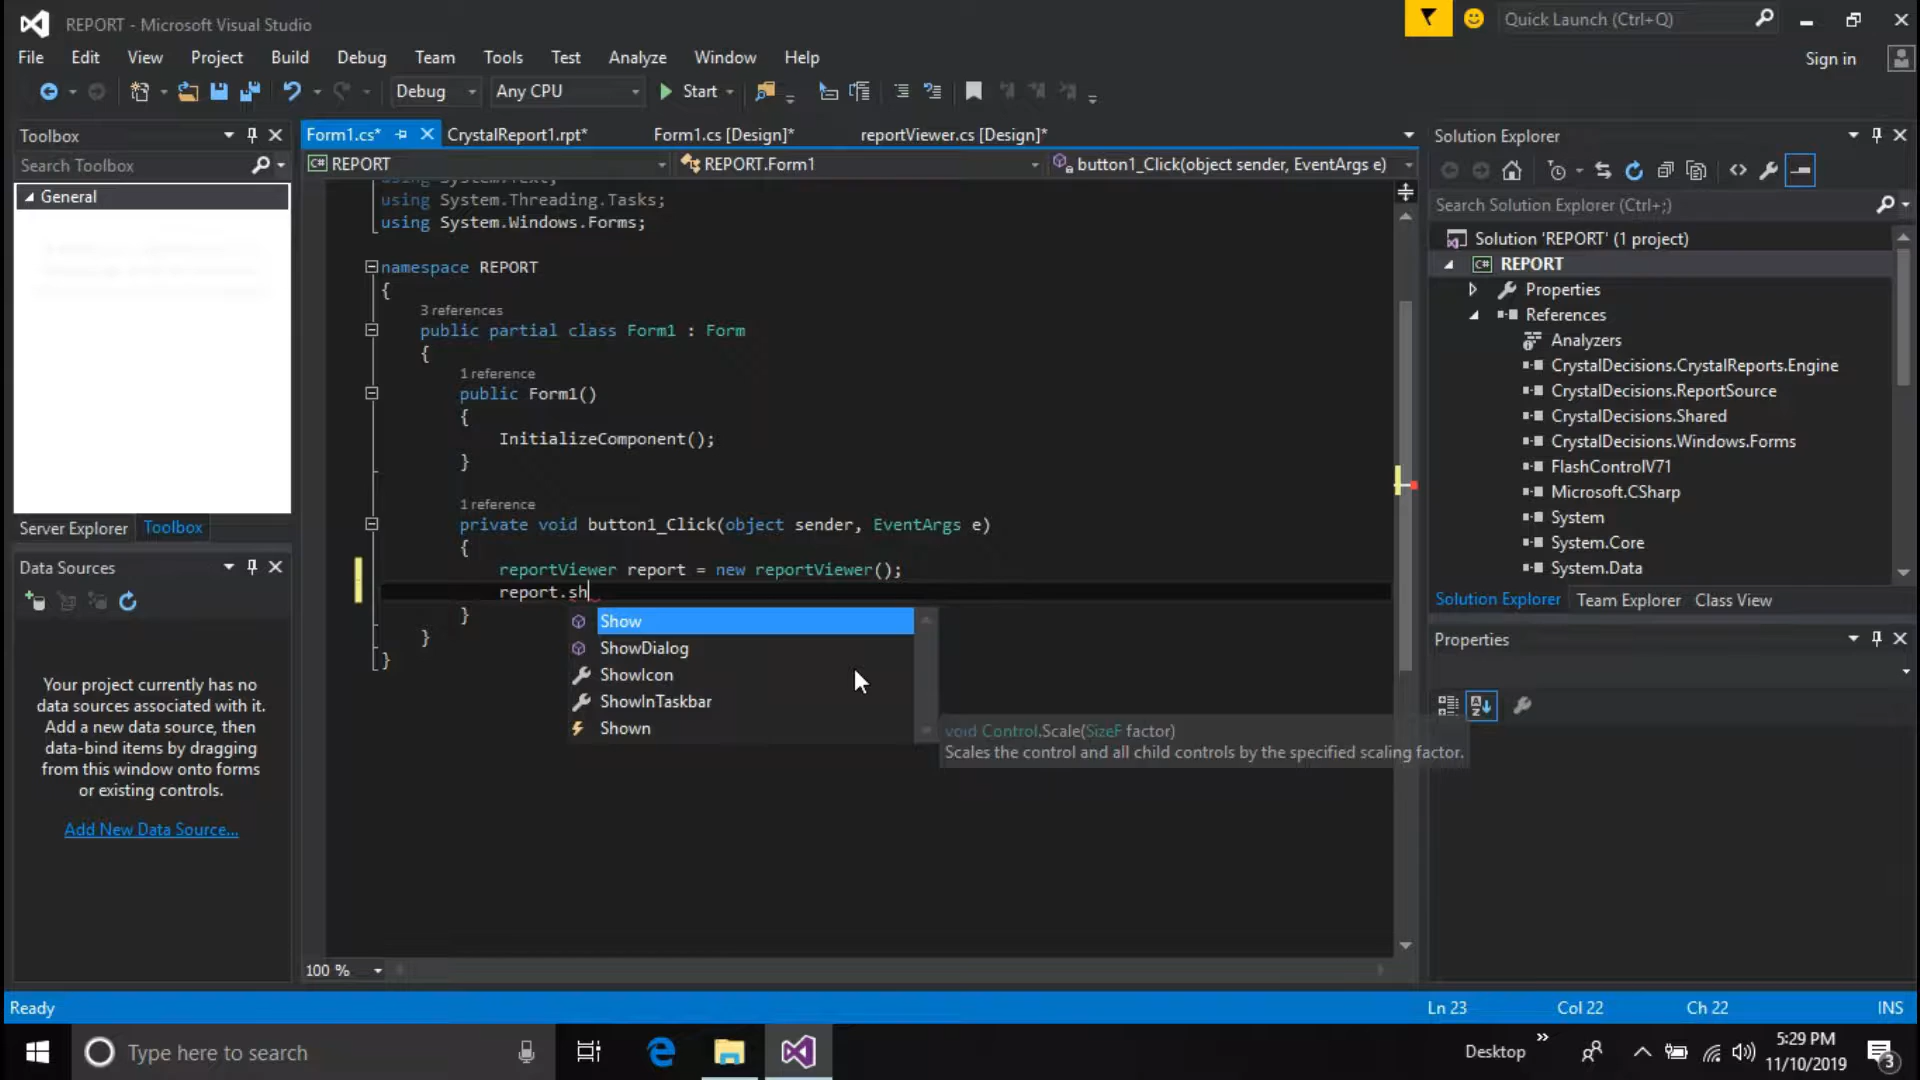 REPORT - Microsoft Visual Studio
Quick Launch (Ctrl+Q)
File Edit View Project Build Debug Team Tools Test Analyze Window Help
Sign in
Debug Any CPU Start
Toolbox
Search Toolbox
General
Server Explorer Toolbox
Data Sources
Your project currently has no
data sources associated with it.
Add a new data source, then
data-bind items by dragging
from this window onto forms
or existing controls.
Add New Data Source...
Form1.cs* CrystalReport1.rpt* Form1.cs [Design]* reportViewer.cs [Design]*
C# REPORT REPORT.Form1 button1_Click(object sender, EventArgs e)
using System.Text;
using System.Threading.Tasks;
using System.Windows.Forms;
namespace REPORT
{
3 references
public partial class Form1 : Form
{
1 reference
public Form1()
{
InitializeComponent();
}
1 reference
private void button1_Click(object sender, EventArgs e)
{
reportViewer report = new reportViewer();
report.sh
}
}
}
Show
ShowDialog
ShowIcon
ShowInTaskbar
Shown
void Control.Scale(SizeF factor)
Scales the control and all child controls by the specified scaling factor.
100 %
Solution Explorer
Search Solution Explorer (Ctrl+;)
Solution 'REPORT' (1 project)
C# REPORT
Properties
References
Analyzers
CrystalDecisions.CrystalReports.Engine
CrystalDecisions.ReportSource
CrystalDecisions.Shared
CrystalDecisions.Windows.Forms
FlashControlV71
Microsoft.CSharp
System
System.Core
System.Data
Solution Explorer Team Explorer Class View
Properties
Ready Ln 23 Col 22 Ch 22 INS
Type here to search
Desktop
5:29 PM
11/10/2019
3